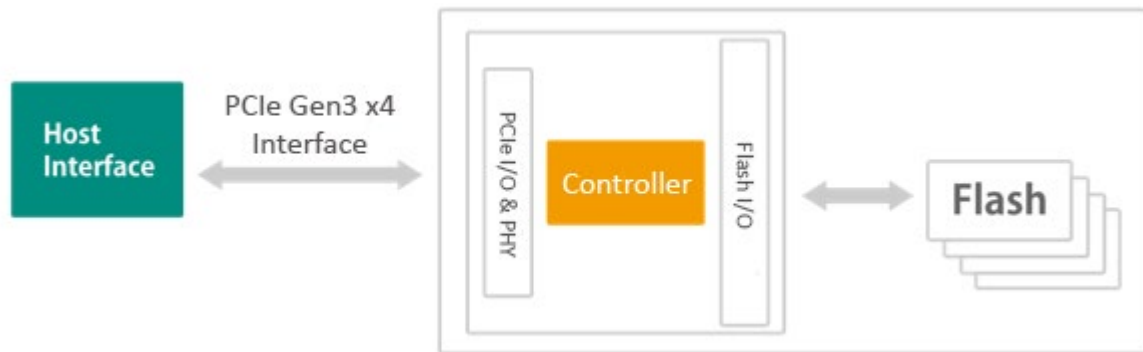 Host
Interface
PCIe Gen3 x4
Interface
PCIe I/O & PHY
Controller
Flash I/O
Flash